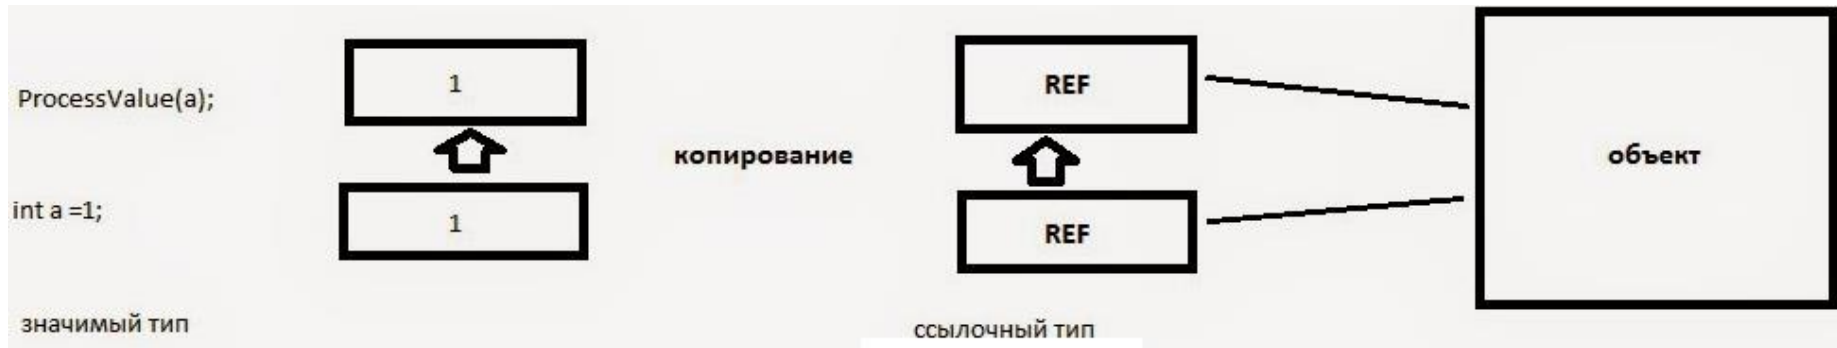 ProcessValue(a);
1
REF
копирование
объект
int a =1;
1
REF
значимый тип
ссылочный тип